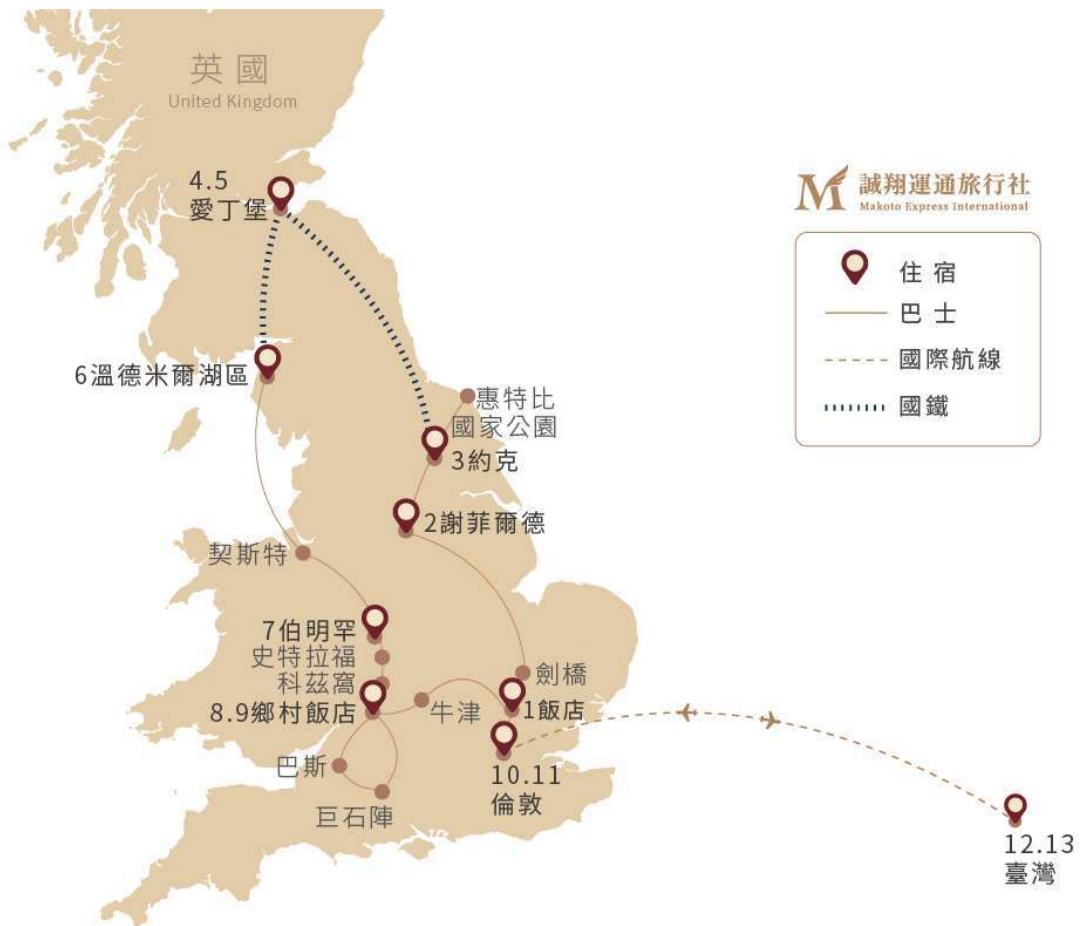 英國
United Kingdom
4.5
愛丁堡
誠翔運通旅行社
Makoto Express International
住宿
巴士
國際航線
國鐵
6溫德米爾湖區
惠特比
國家公園
3約克
2謝菲爾德
契斯特
7伯明罕
史特拉福
科茲窩
8.9鄉村飯店
牛津
劍橋
1飯店
巴斯
巨石陣
10.11
倫敦
12.13
臺灣